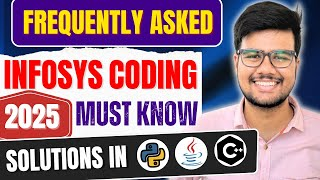 FREQUENTLY ASKED
INFOSYS CODING
2025 MUST KNOW
SOLUTIONS IN
C++